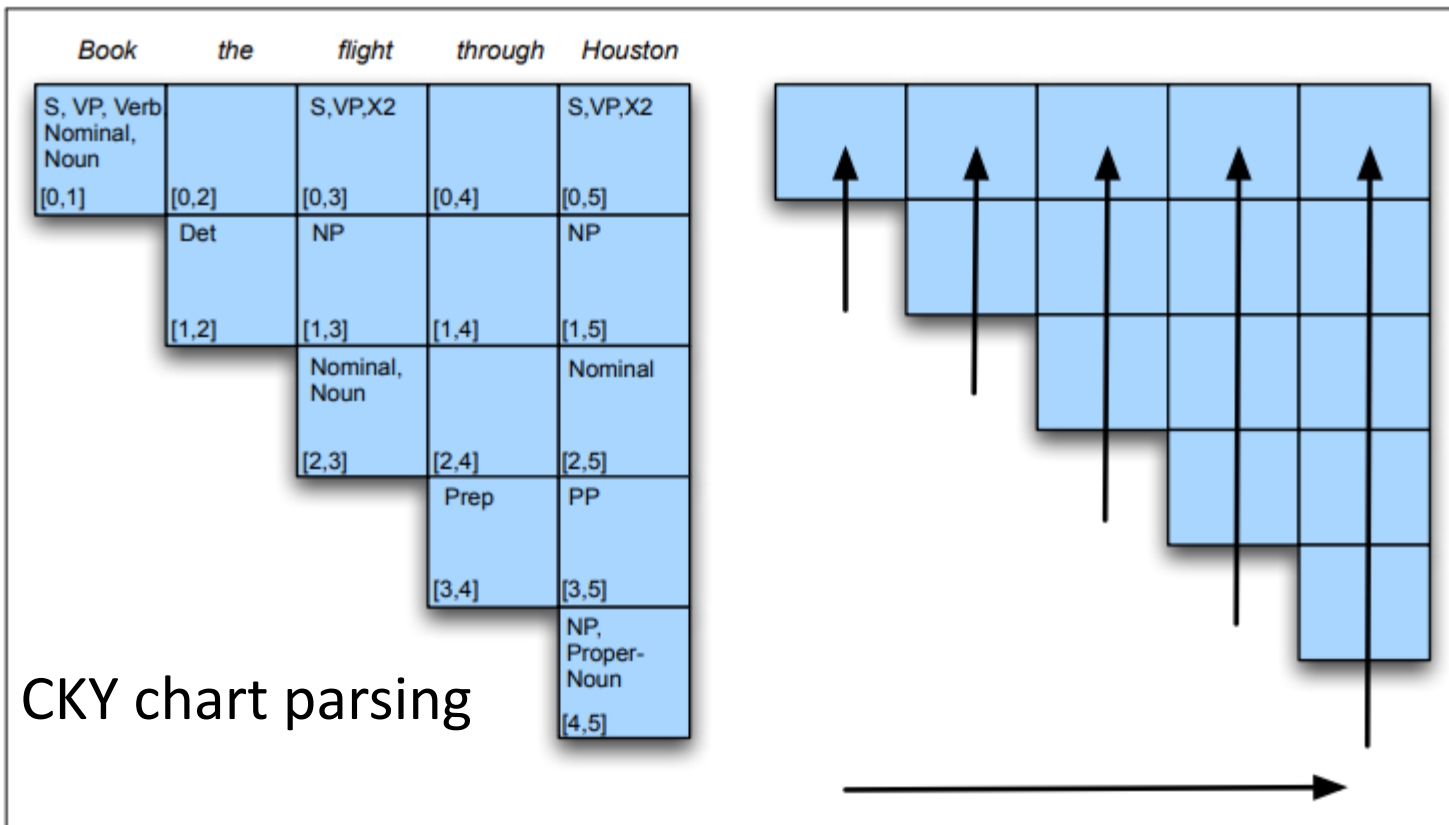 Book the flight through Houston
S, VP, Verb, Nominal, Noun
[0,1]
[0,2]
S,VP,X2
[0,3]
[0,4]
S,VP,X2
[0,5]
Det
[1,2]
NP
[1,3]
[1,4]
NP
[1,5]
Nominal,
Noun
[2,3]
[2,4]
Nominal
[2,5]
Prep
[3,4]
PP
[3,5]
NP,
Proper-
Noun
[4,5]
CKY chart parsing